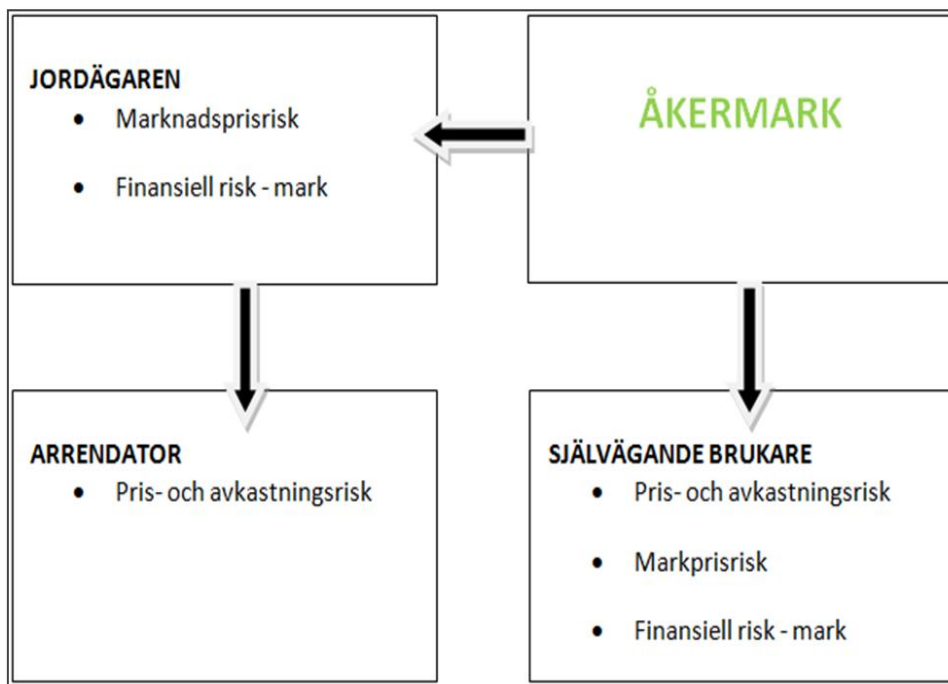 JORDÄGAREN
• Marknadsprisrisk
• Finansiell risk - mark
ÅKERMARK
ARRENDATOR
• Pris- och avkastningsrisk
SJÄLVÄGANDE BRUKARE
• Pris- och avkastningsrisk
• Markprisrisk
• Finansiell risk - mark